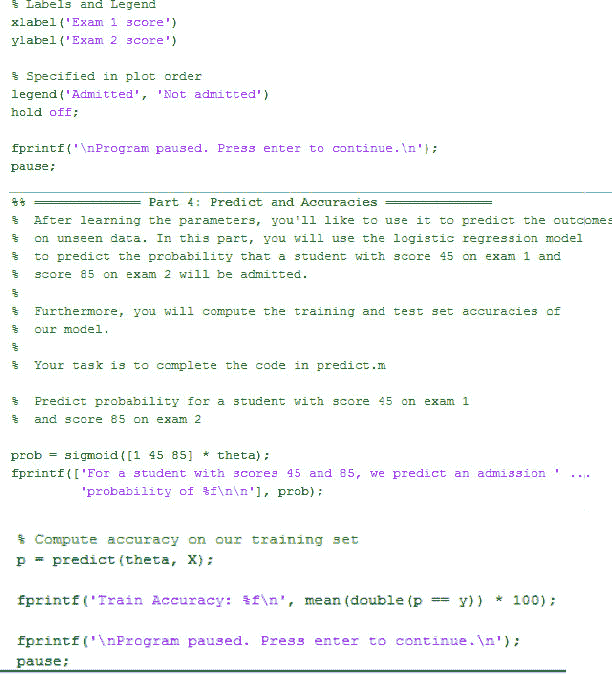 % Labels and Legend
xlabel('Exam 1 score')
ylabel('Exam 2 score')
% Specified in plot order
legend('Admitted', 'Not admitted')
hold off;
fprintf('\nProgram paused. Press enter to continue.\n');
pause;
%% ============= Part 4: Predict and Accuracies =============
% After learning the parameters, you'll like to use it to predict the outcomes
% on unseen data. In this part, you will use the logistic regression model
% to predict the probability that a student with score 45 on exam 1 and
% score 85 on exam 2 will be admitted.
%
% Furthermore, you will compute the training and test set accuracies of
% our model.
%
% Your task is to complete the code in predict.m
% Predict probability for a student with score 45 on exam 1
% and score 85 on exam 2
prob = sigmoid([1 45 85] * theta);
fprintf(['For a student with scores 45 and 85, we predict an admission ' ...
'probability of %f\n\n'], prob);
% Compute accuracy on our training set
p = predict(theta, X);
fprintf('Train Accuracy: %f\n', mean(double(p == y)) * 100);
fprintf('\nProgram paused. Press enter to continue.\n');
pause;